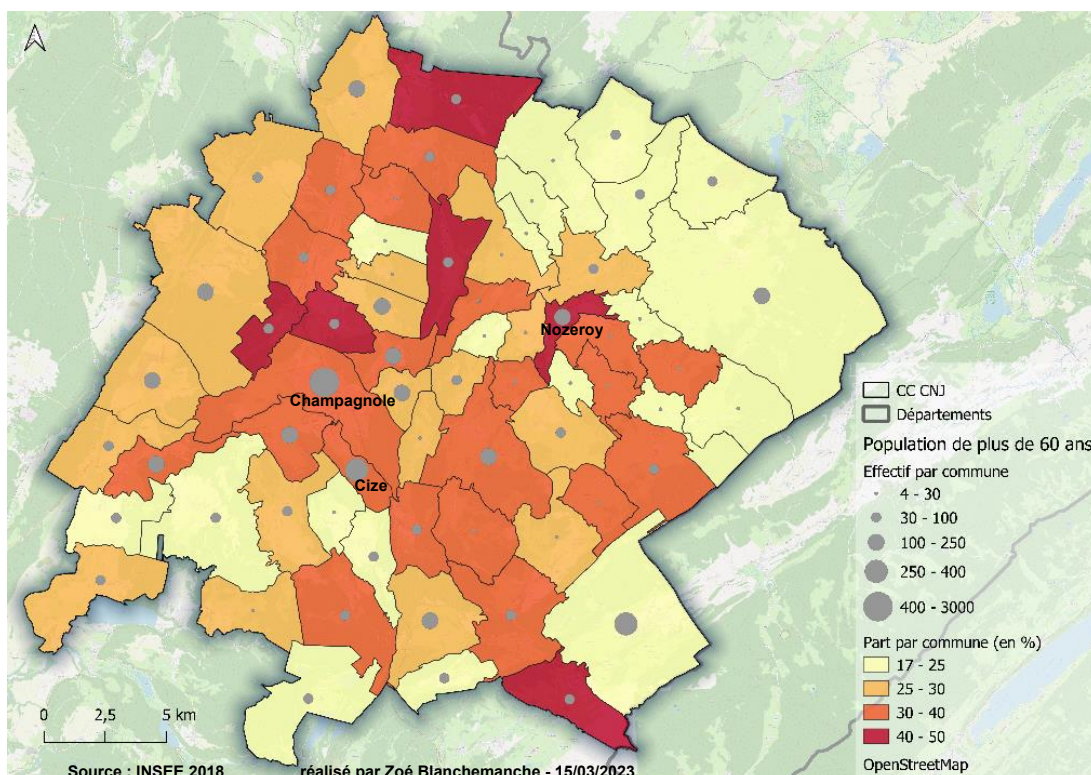 Nozeroy
Champagnole
Cize
CC CNJ
Départements
Population de plus de 60 ans
Effectif par commune
4 - 30
30 - 100
100 - 250
250 - 400
400 - 3000
Part par commune (en %)
17 - 25
25 - 30
30 - 40
40 - 50
OpenStreetMap
0 2,5 5 km
Source : INSEE 2018 réalisé par Zoé Blanchemanche - 15/03/2023